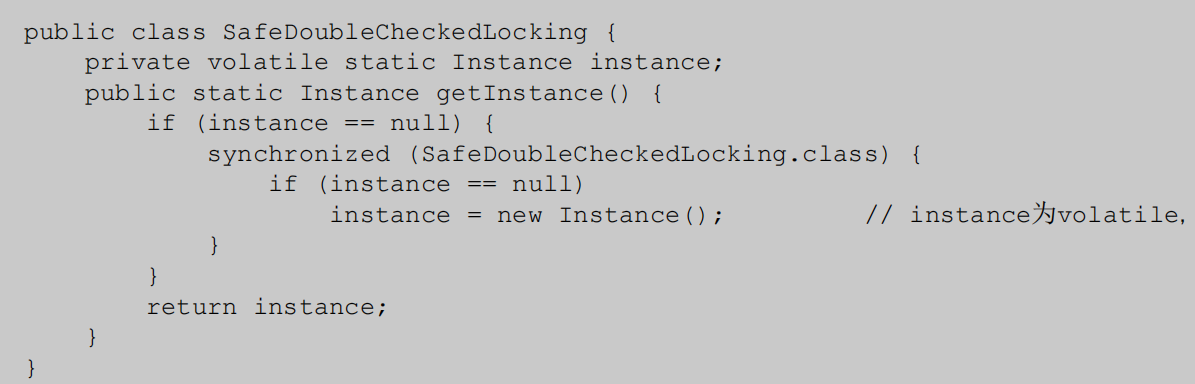 public class SafeDoubleCheckedLocking {
    private volatile static Instance instance;
    public static Instance getInstance() {
        if (instance == null) {
            synchronized (SafeDoubleCheckedLocking.class) {
                if (instance == null)
                    instance = new Instance();         // instance为volatile,
            }
        }
        return instance;
    }
}